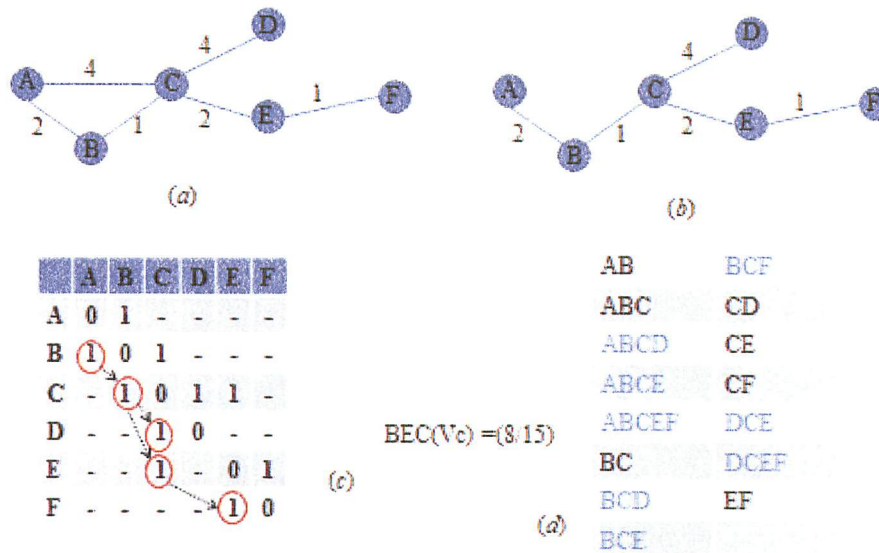 D
4
A 4 C
1 F
2 1 2 E
B
(a)
D
4
A C
1 F
2 1 2 E
B
(b)
A B C D E F
A 0 1 - - - -
B 1 0 1 - - -
C - 1 0 1 1 -
D - - 1 0 - -
E - - 1 - 0 1
F - - - - 1 0
(c)
BEC(Vc) =(8/15)
AB BCF
ABC CD
ABCD CE
ABCE CF
ABCEF DCE
BC DCEF
BCD EF
BCE
(d)